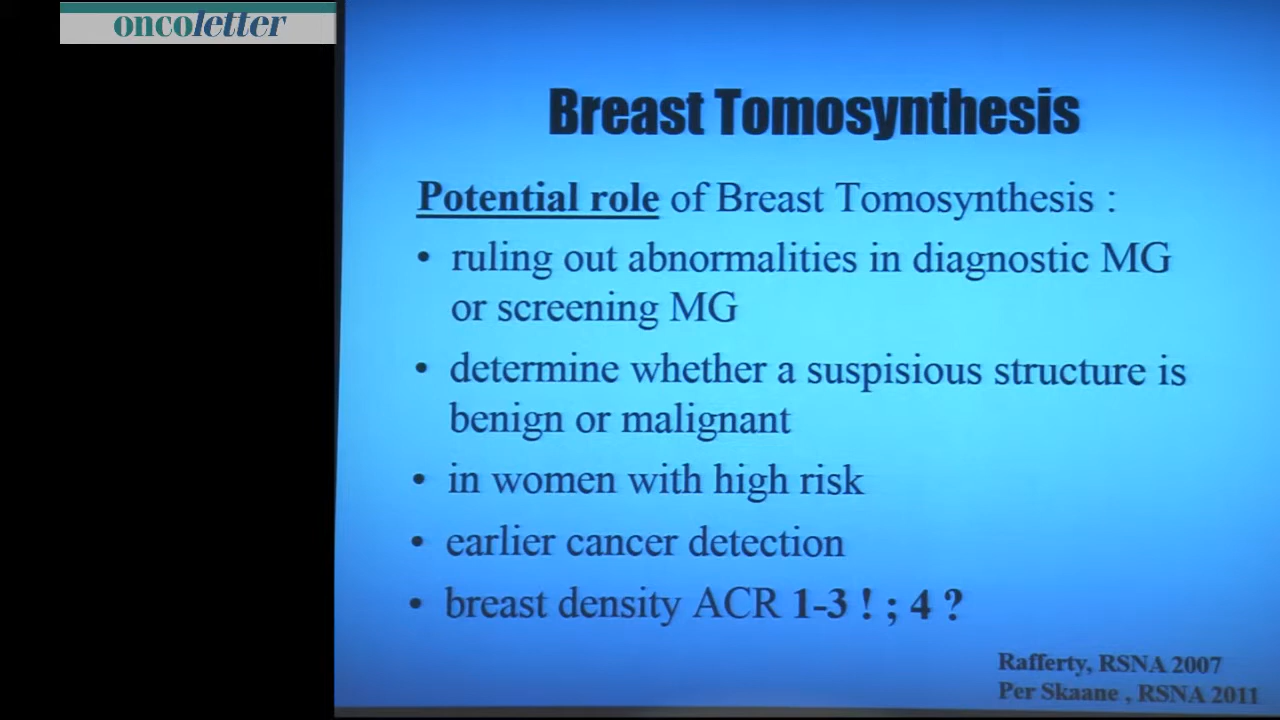 oncoletter
Breast Tomosynthesis
Potential role of Breast Tomosynthesis :
• ruling out abnormalities in diagnostic MG
or screening MG
• determine whether a suspisious structure is
benign or malignant
• in women with high risk
• earlier cancer detection
• breast density ACR 1-3 ! ; 4 ?
Rafferty, RSNA 2007
Per Skaane , RSNA 2011